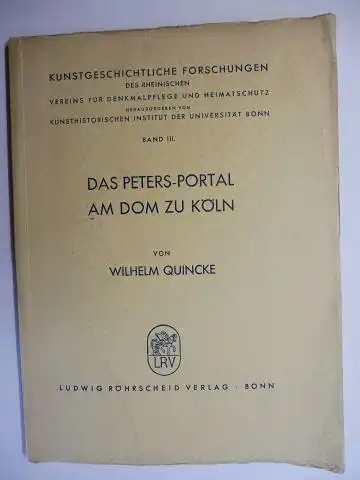 KUNSTGESCHICHTLICHE FORSCHUNGEN
DES RHEINISCHEN
VEREINS FÜR DENKMALPFLEGE UND HEIMATSCHUTZ
HERAUSGEGEBEN VOM
KUNSTHISTORISCHEN INSTITUT DER UNIVERSITÄT BONN
BAND III.
DAS PETERS-PORTAL
AM DOM ZU KÖLN
VON
WILHELM QUINCKE
LRV
LUDWIG RÖHRSCHEID VERLAG · BONN